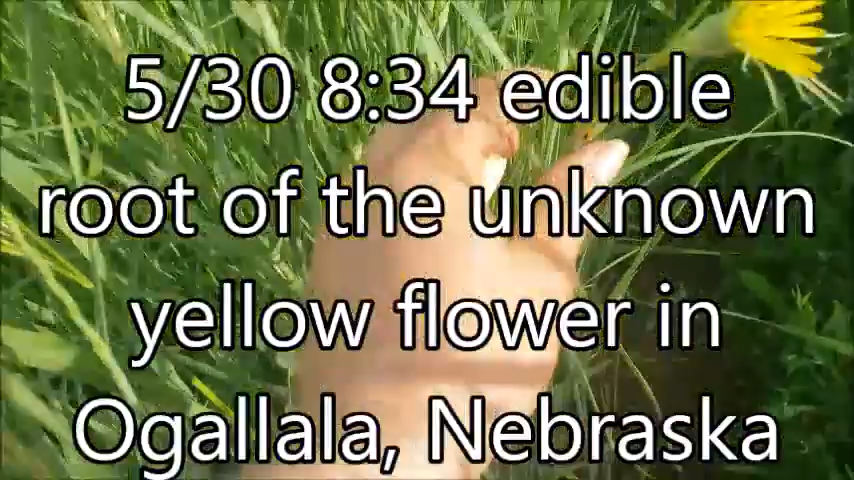 5/30 8:34 edible
root of the unknown
yellow flower in
Ogallala, Nebraska